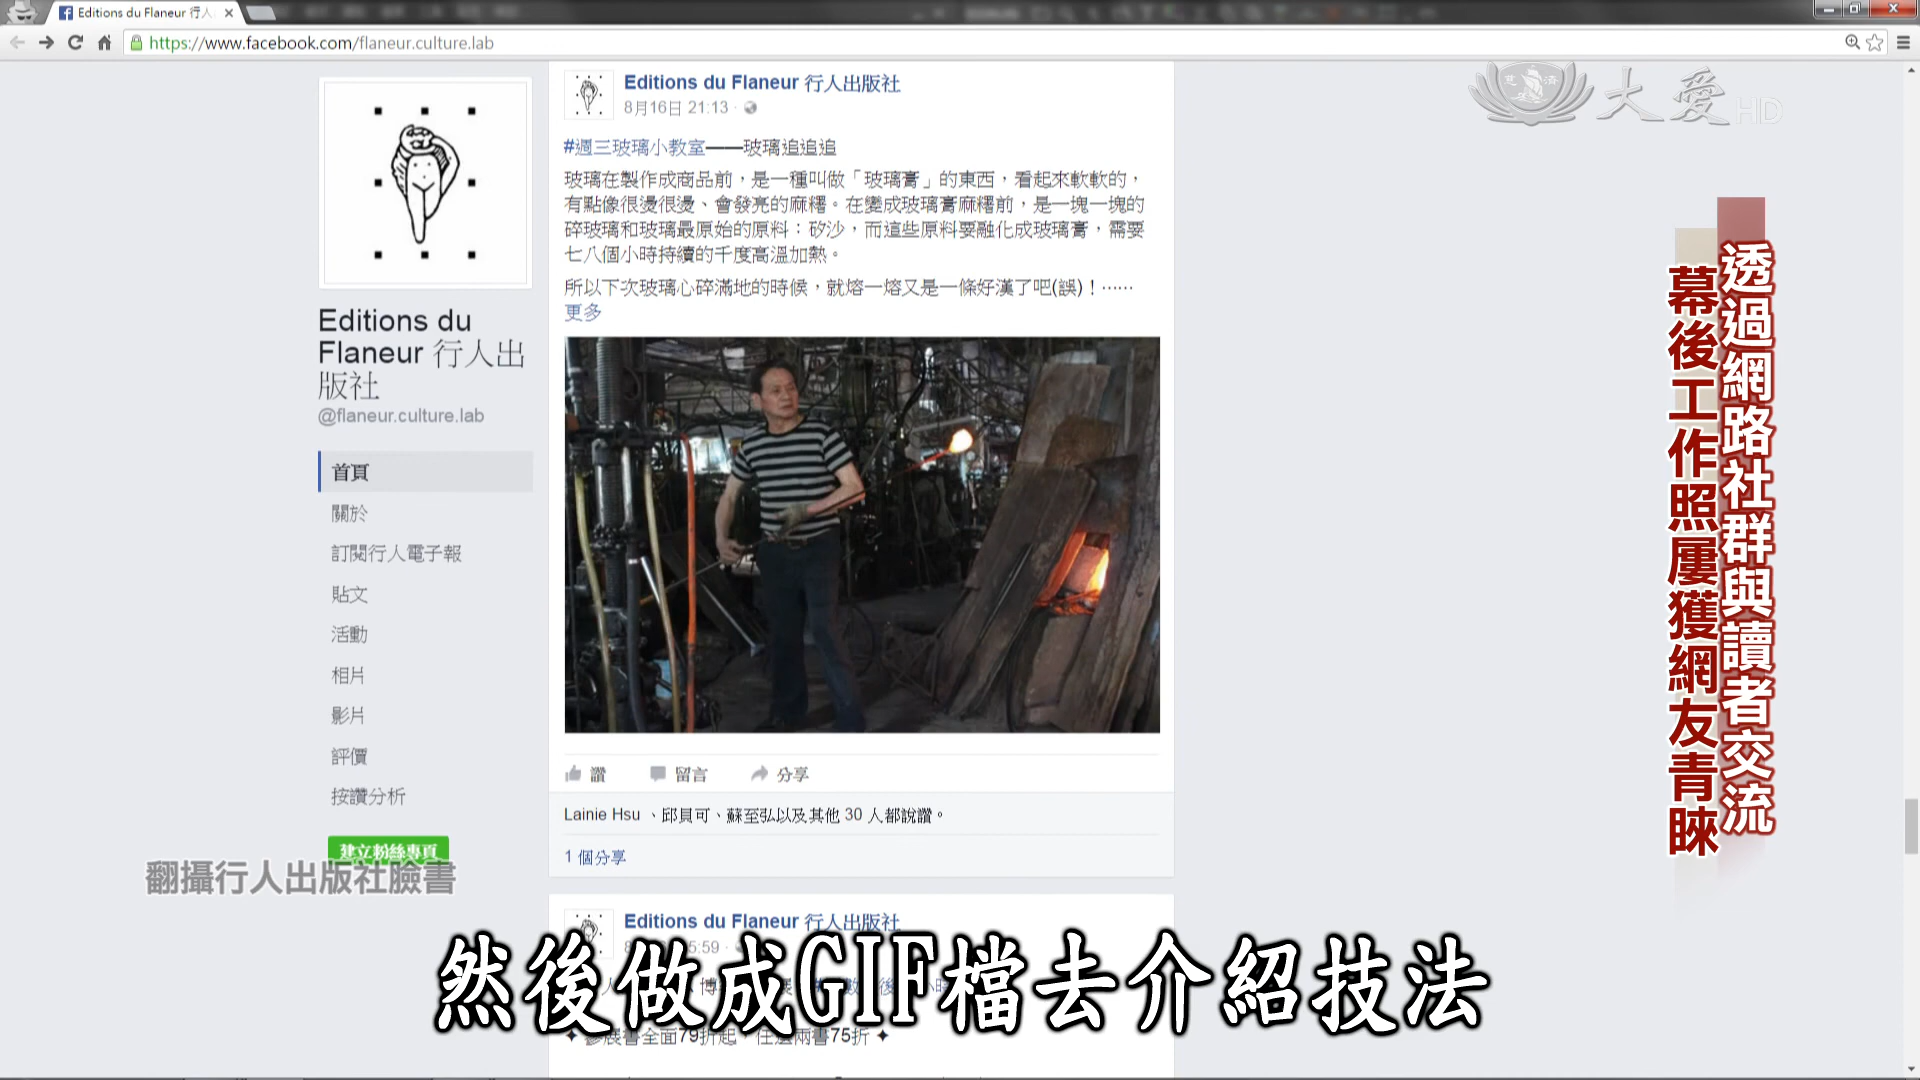 Editions du Flaneur 行人
https://www.facebook.com/flaneur.culture.lab
大愛HD
Editions du
Flaneur 行人出
版社
@flaneur.culture.lab
首頁
關於
訂閱行人電子報
貼文
活動
相片
影片
評價
按讚分析
建立粉絲專頁
翻攝行人出版社臉書
Editions du Flaneur 行人出版社
8月16日 21:13
#週三玻璃小教室——玻璃追追追
玻璃在製作成商品前，是一種叫做「玻璃膏」的東西，看起來軟軟的，
有點像很燙很燙、會發亮的麻糬。在變成玻璃膏麻糬前，是一塊一塊的
碎玻璃和玻璃最原始的原料：矽沙，而這些原料要融化成玻璃膏，需要
七八個小時持續的千度高溫加熱。
所以下次玻璃心碎滿地的時候，就熔一熔又是一條好漢了吧(誤)！⋯⋯
更多
讚 留言 分享
Lainie Hsu 、邱貝可、蘇至弘以及其他 30 人都說讚。
1 個分享
Editions du Flaneur 行人出版社
✦ 參展書全面79折起，任選兩書75折 ✦
透過網路社群與讀者交流
幕後工作照屢獲網友青睞
然後做成GIF檔去介紹技法